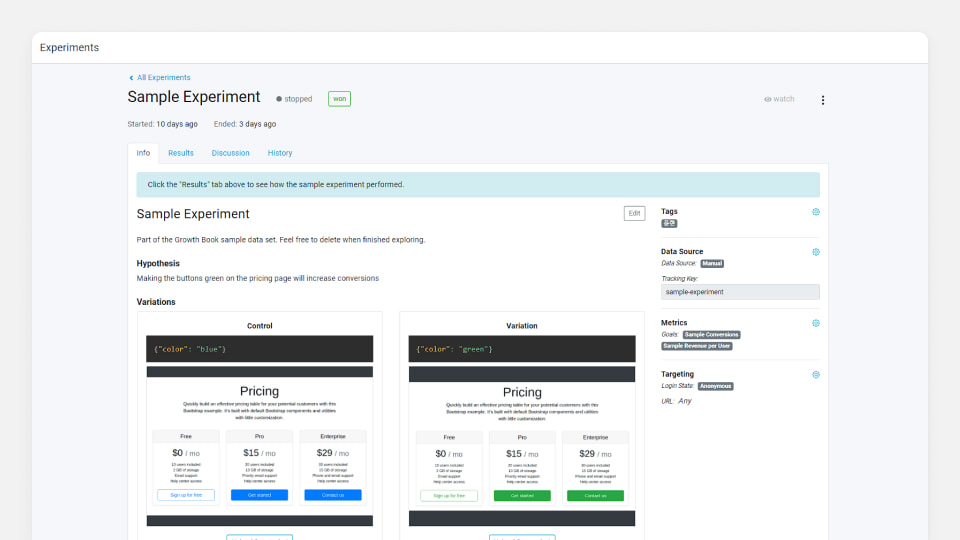 Experiments
All Experiments
Sample Experiment
stopped
won
watch
Started: 10 days ago
Ended: 3 days ago
Info
Results
Discussion
History
Click the "Results" tab above to see how the sample experiment performed.
Sample Experiment
Edit
Part of the Growth Book sample data set. Feel free to delete when finished exploring.
Hypothesis
Making the buttons green on the pricing page will increase conversions
Variations
Control
{"color": "blue"}
Pricing
Quickly build an effective pricing table for your potential customers with this
Bootstrap example. It's built with default Bootstrap components and utilities
with little customization.
Free
$0 / mo
10 users included
2 GB of storage
Email support
Help center access
Sign up for free
Pro
$15 / mo
20 users included
10 GB of storage
Priority email support
Help center access
Get started
Enterprise
$29 / mo
30 users included
15 GB of storage
Phone and email support
Help center access
Contact us
Variation
{"color": "green"}
Pricing
Quickly build an effective pricing table for your potential customers with this
Bootstrap example. It's built with default Bootstrap components and utilities
with little customization.
Free
$0 / mo
10 users included
2 GB of storage
Email support
Help center access
Sign up for free
Pro
$15 / mo
20 users included
10 GB of storage
Priority email support
Help center access
Get started
Enterprise
$29 / mo
30 users included
15 GB of storage
Phone and email support
Help center access
Contact us
Tags
Data Source
Data Source: Manual
Tracking Key:
sample-experiment
Metrics
Goals: Sample Conversions
Sample Revenue per User
Targeting
Login State: Anonymous
URL: Any